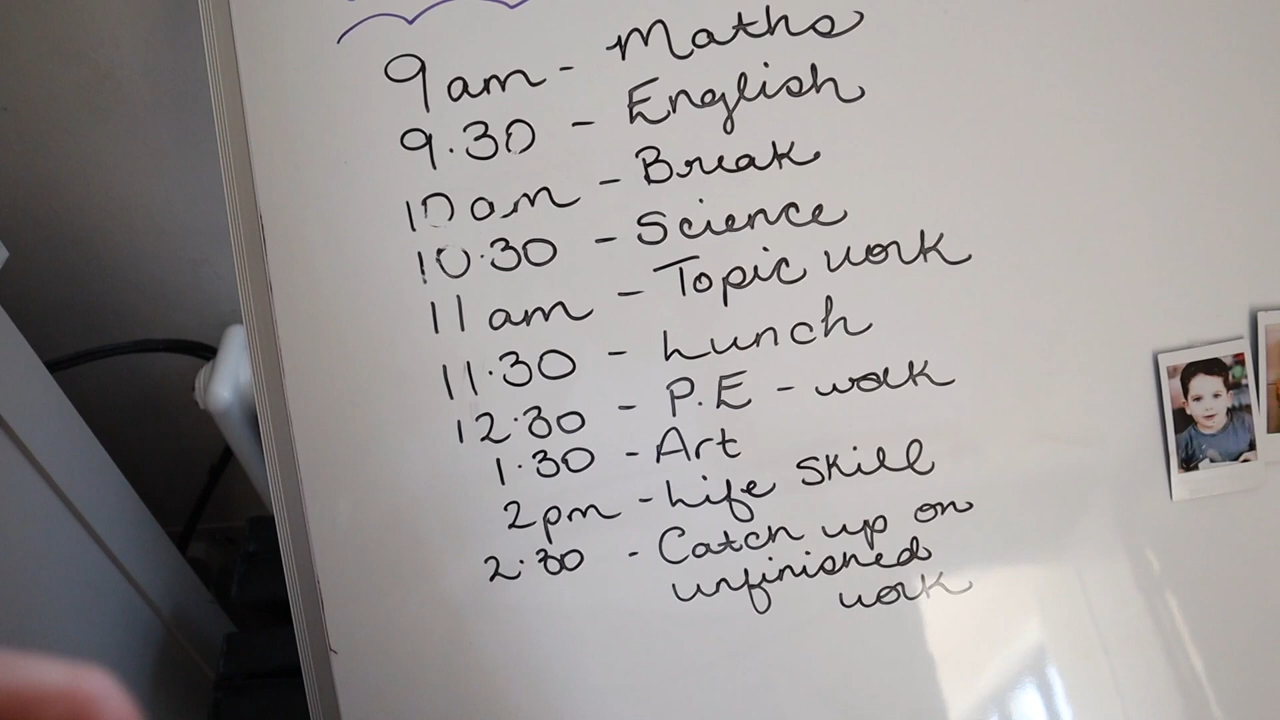 9am - Maths
9.30 - English
10am - Break
10.30 - Science
11am - Topic work
11.30 - Lunch
12.30 - P.E - walk
1.30 - Art
2pm - Life Skill
2.30 - Catch up on
unfinished
work